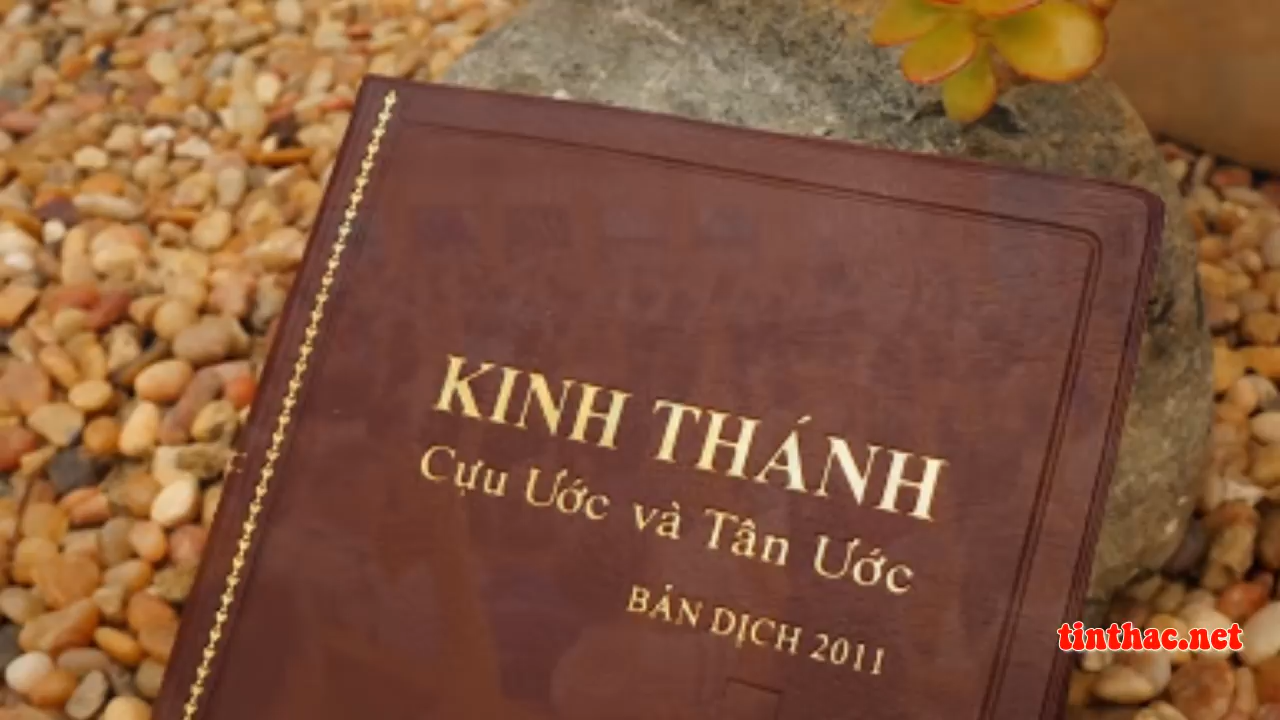 KINH THÁNH
Cựu Ước và Tân Ước
BẢN DỊCH 2011
tinthac.net